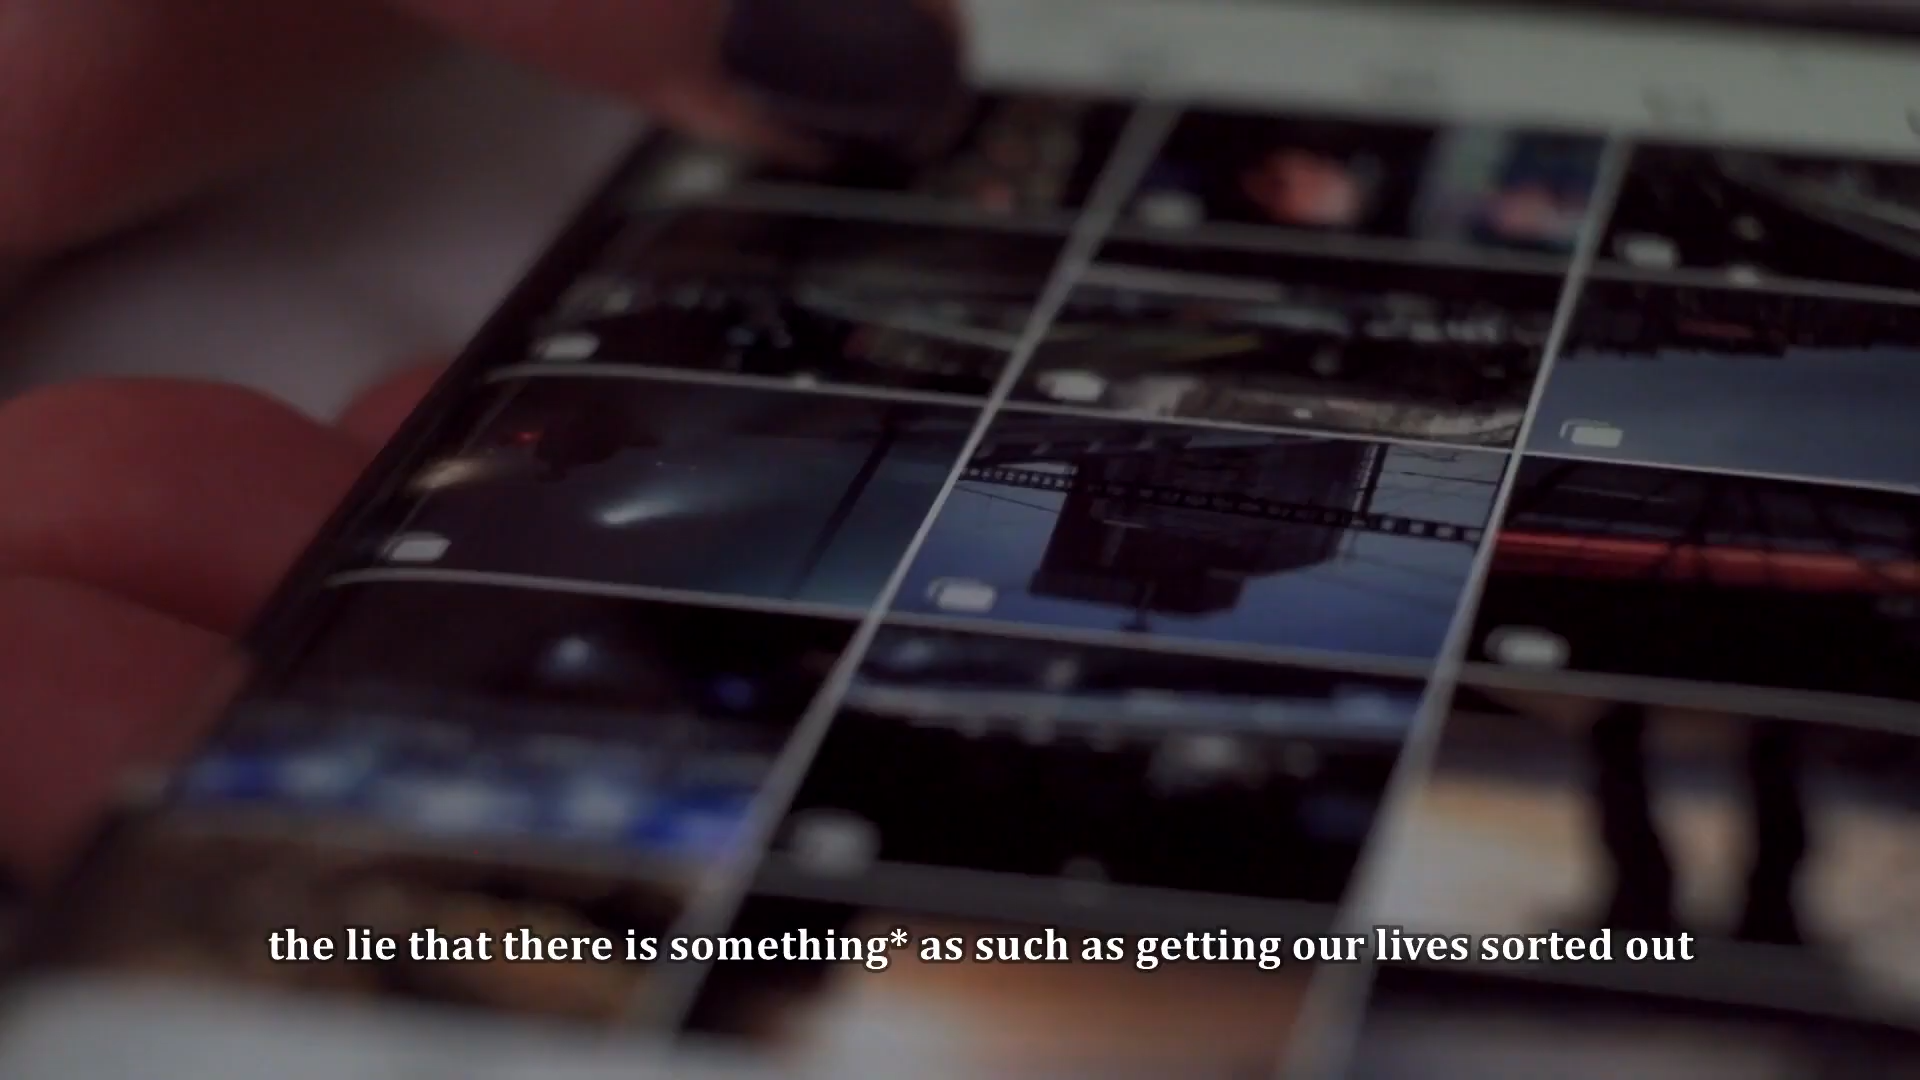 the lie that there is something* as such as getting our lives sorted out